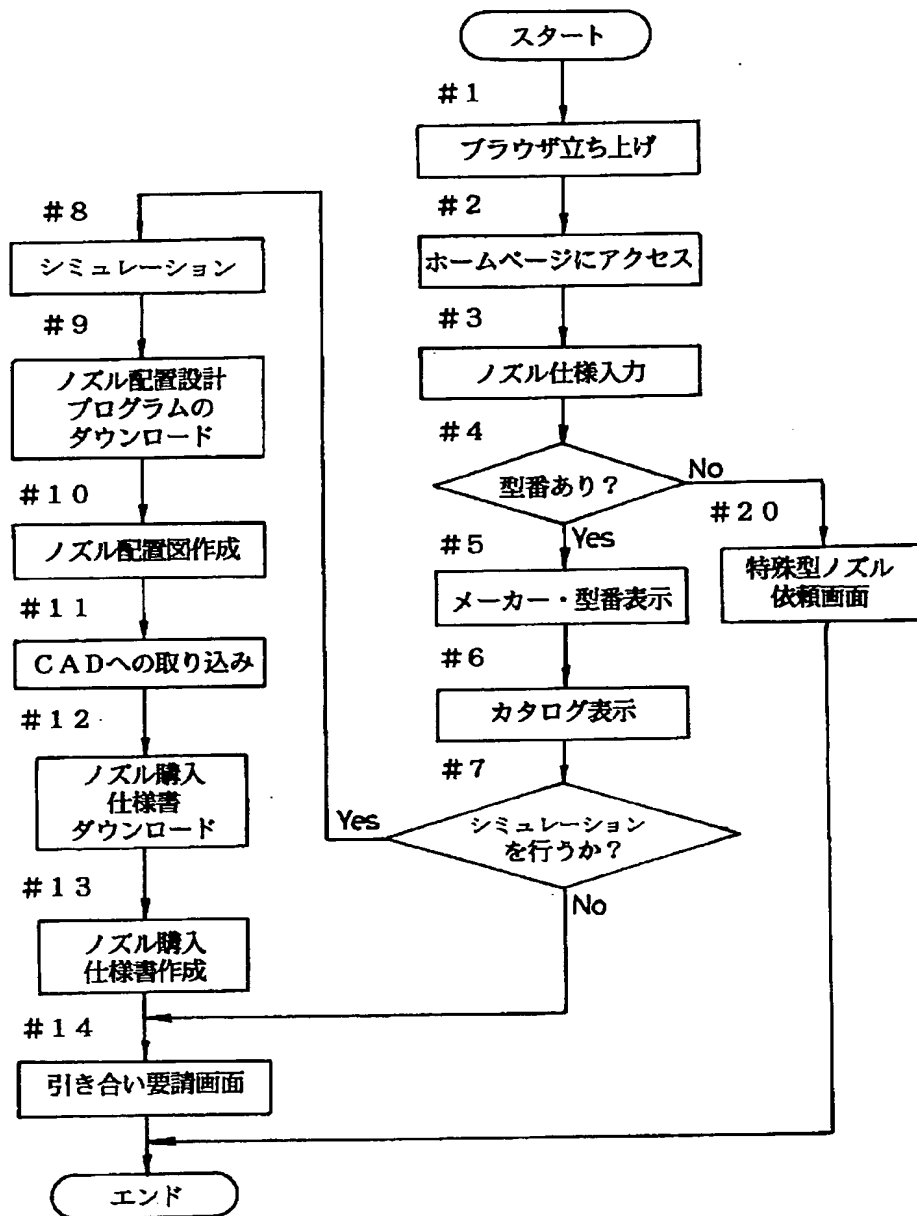 スタート
#1
ブラウザ立ち上げ
#2
ホームページにアクセス
#3
ノズル仕様入力
#4
型番あり?
No
Yes
#20
特殊型ノズル
依頼画面
#5
メーカー・型番表示
#6
カタログ表示
#7
シミュレーション
を行うか?
Yes
No
#8
シミュレーション
#9
ノズル配置設計
プログラムの
ダウンロード
#10
ノズル配置図作成
#11
CADへの取り込み
#12
ノズル購入
仕様書
ダウンロード
#13
ノズル購入
仕様書作成
#14
引き合い要請画面
エンド